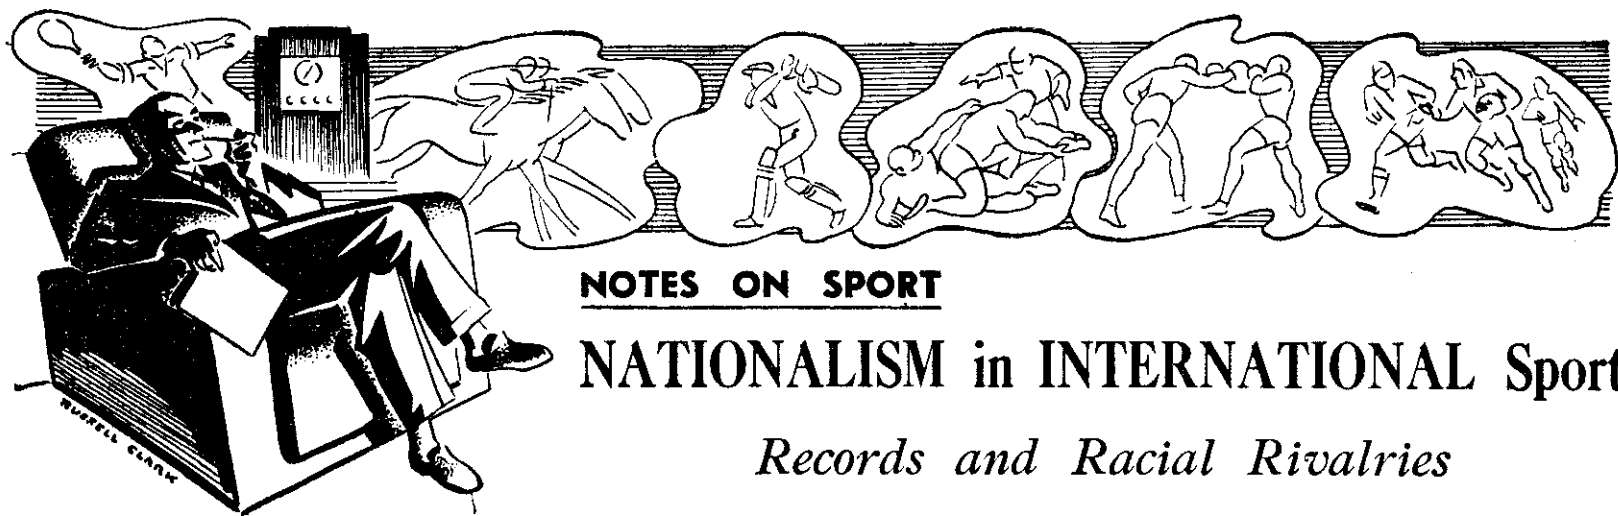 NOTES ON SPORT
NATIONALISM in INTERNATIONAL Sport
Records and Racial Rivalries
RUSSELL CLARK